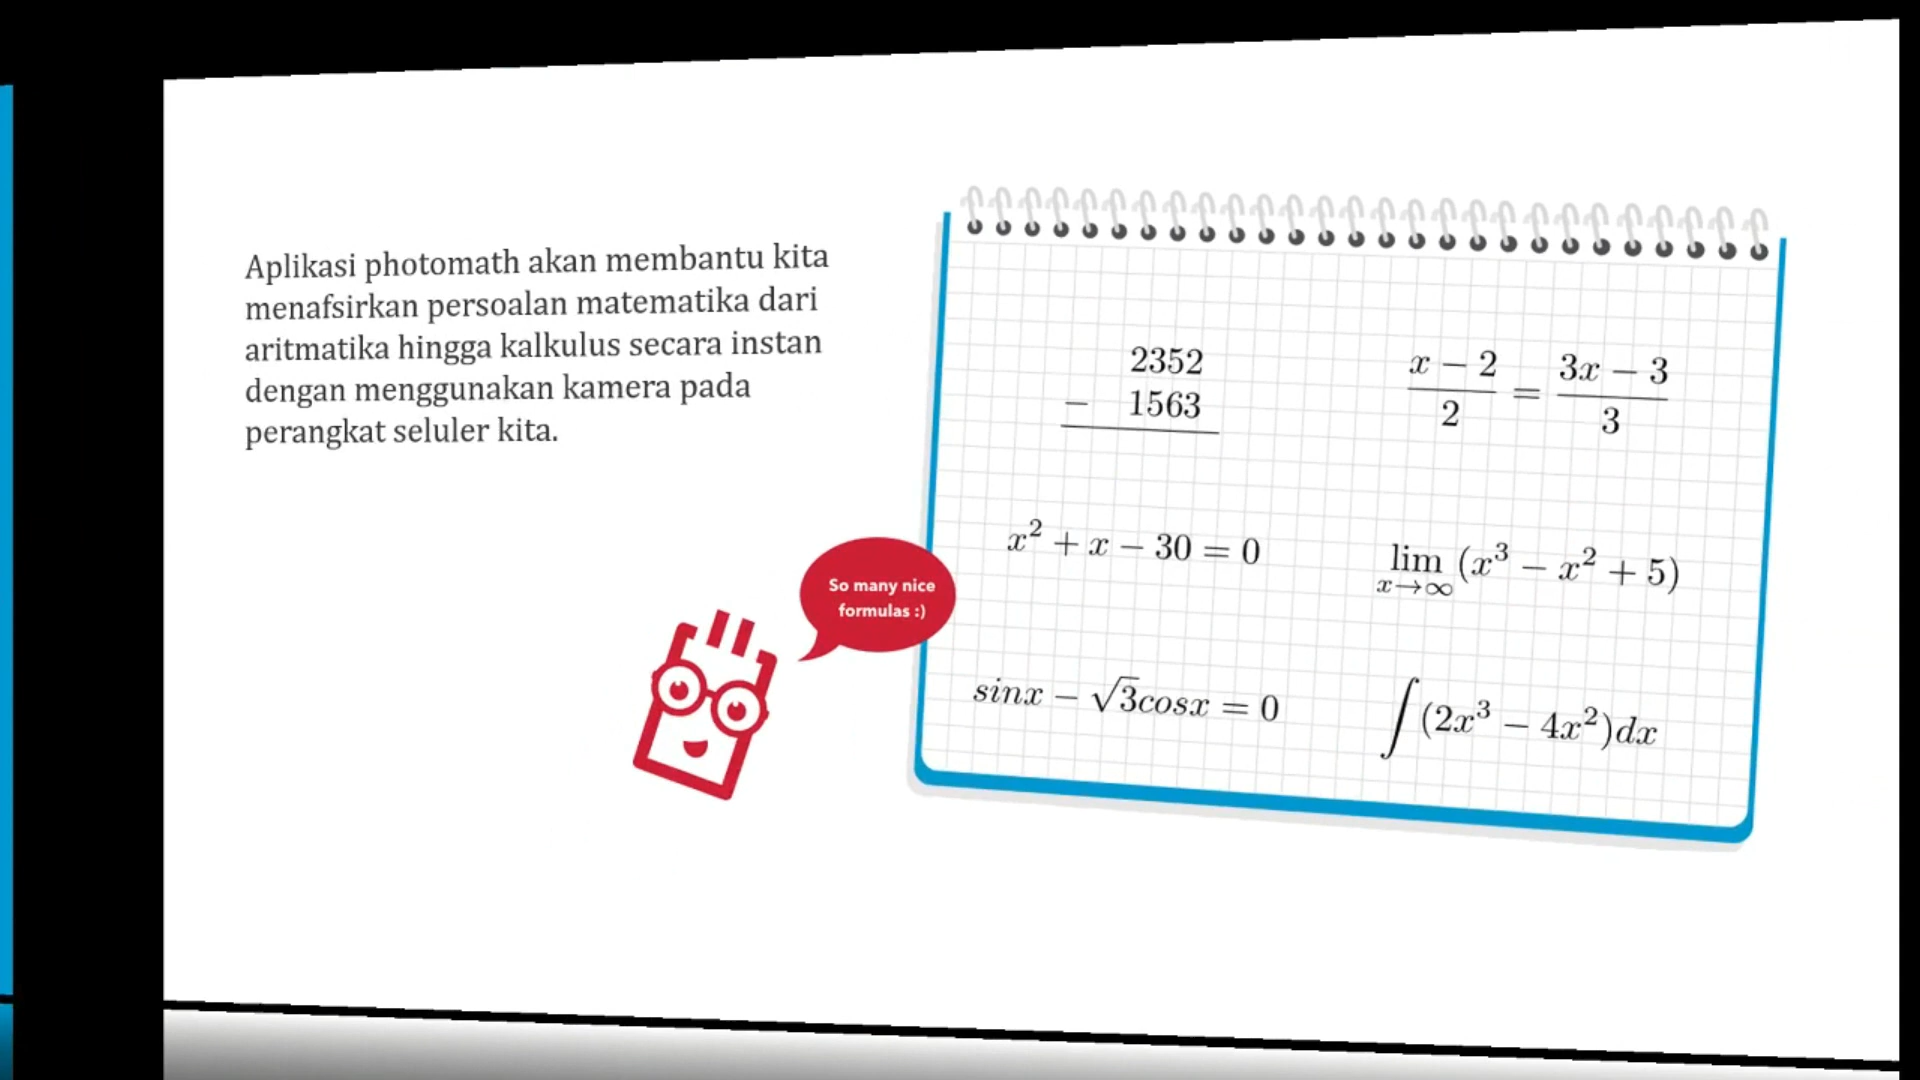 Aplikasi photomath akan membantu kita
menafsirkan persoalan matematika dari
aritmatika hingga kalkulus secara instan
dengan menggunakan kamera pada
perangkat seluler kita.
So many nice
formulas :)
2352
− 1563
x − 2 / 2 = 3x − 3 / 3
x² + x − 30 = 0
lim x→∞ (x³ − x² + 5)
sinx − √3cosx = 0
∫(2x³ − 4x²)dx